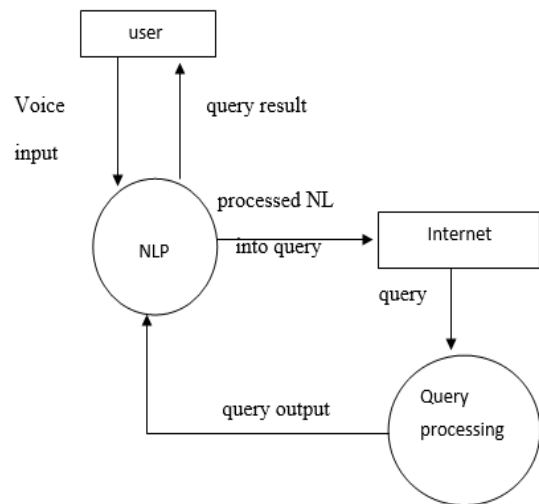 user
Voice
input
query result
processed NL
into query
NLP
Internet
query
Query
processing
query output